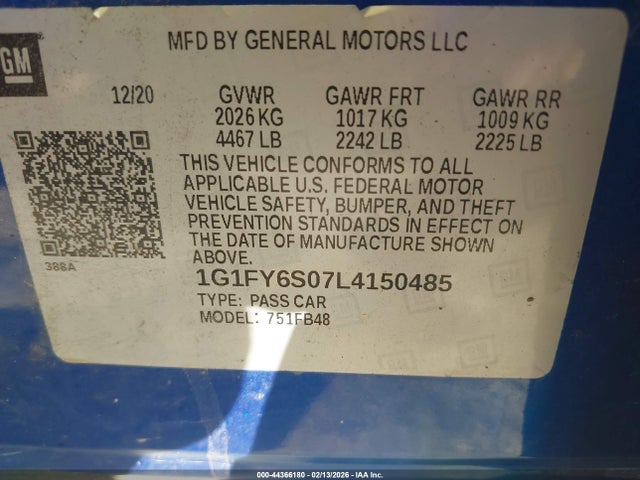 GM
MFD BY GENERAL MOTORS LLC
12/20 GVWR GAWR FRT GAWR RR
2026 KG 1017 KG 1009 KG
4467 LB 2242 LB 2225 LB
THIS VEHICLE CONFORMS TO ALL
APPLICABLE U.S. FEDERAL MOTOR
VEHICLE SAFETY, BUMPER, AND THEFT
PREVENTION STANDARDS IN EFFECT ON
THE DATE OF MANUFACTURE SHOWN
ABOVE.
388A
1G1FY6S07L4150485
TYPE: PASS CAR
MODEL: 751FB48
000-44366180 - 02/13/2026 - IAA Inc.